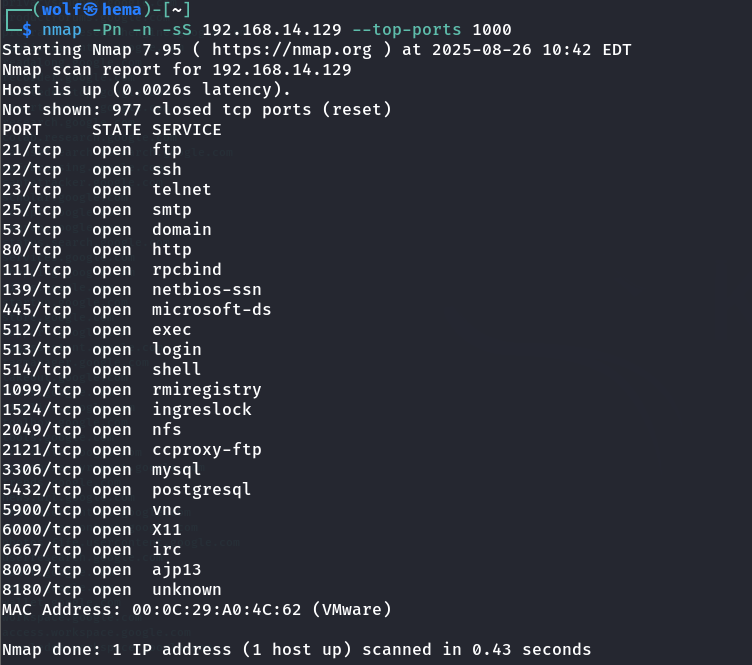 ┌──(wolf㉿hema)-[~]
└─$ nmap -Pn -n -sS 192.168.14.129 --top-ports 1000
Starting Nmap 7.95 ( https://nmap.org ) at 2025-08-26 10:42 EDT
Nmap scan report for 192.168.14.129
Host is up (0.0026s latency).
Not shown: 977 closed tcp ports (reset)
PORT     STATE SERVICE
21/tcp   open  ftp
22/tcp   open  ssh
23/tcp   open  telnet
25/tcp   open  smtp
53/tcp   open  domain
80/tcp   open  http
111/tcp  open  rpcbind
139/tcp  open  netbios-ssn
445/tcp  open  microsoft-ds
512/tcp  open  exec
513/tcp  open  login
514/tcp  open  shell
1099/tcp open  rmiregistry
1524/tcp open  ingreslock
2049/tcp open  nfs
2121/tcp open  ccproxy-ftp
3306/tcp open  mysql
5432/tcp open  postgresql
5900/tcp open  vnc
6000/tcp open  X11
6667/tcp open  irc
8009/tcp open  ajp13
8180/tcp open  unknown
MAC Address: 00:0C:29:A0:4C:62 (VMware)
Nmap done: 1 IP address (1 host up) scanned in 0.43 seconds